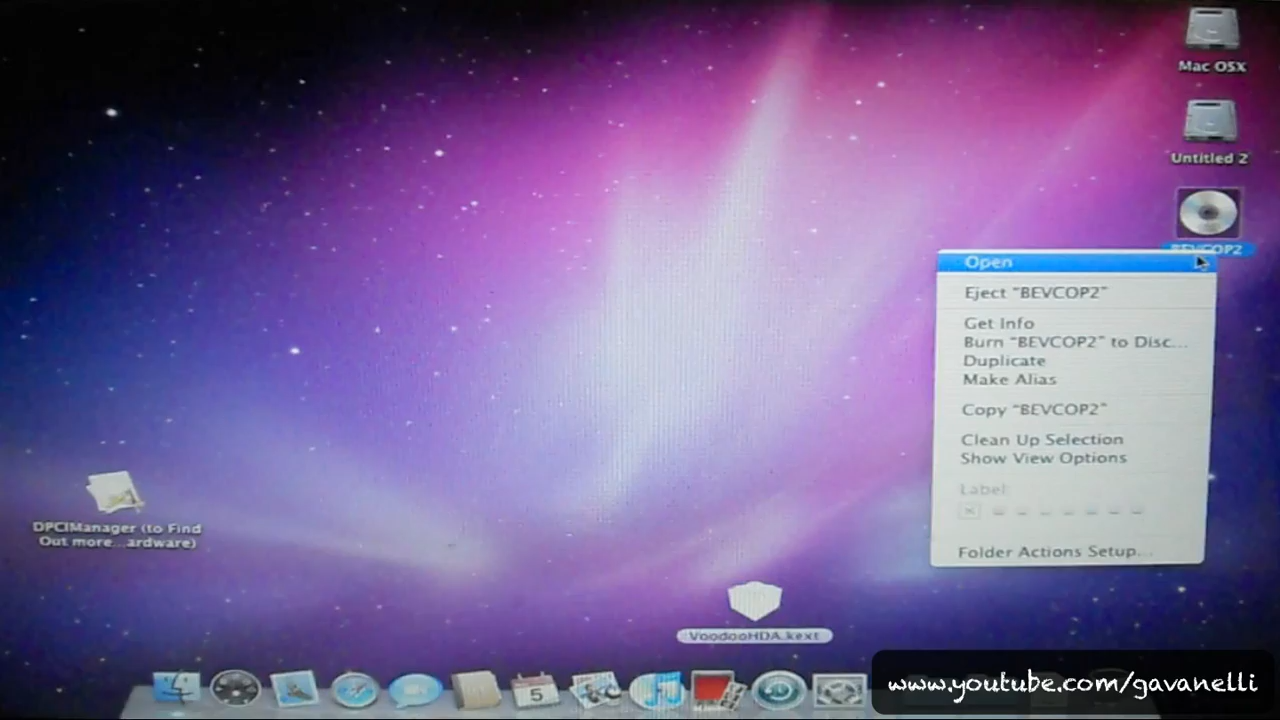 Mac OSX
Untitled 2
BEVCOP2
Open
Eject "BEVCOP2"
Get Info
Burn "BEVCOP2" to Disc...
Duplicate
Make Alias
Copy "BEVCOP2"
Clean Up Selection
Show View Options
Label:
Folder Actions Setup...
DPCIManager (to Find
Out more...ardware)
VoodooHDA.kext
5
www.youtube.com/gavanelli